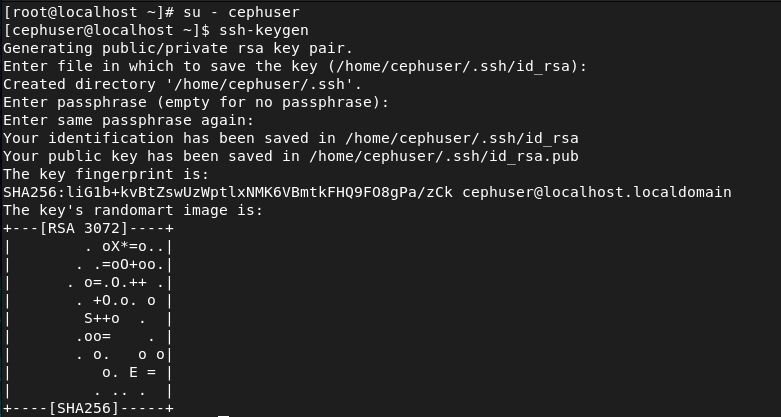 [root@localhost ~]# su - cephuser
[cephuser@localhost ~]$ ssh-keygen
Generating public/private rsa key pair.
Enter file in which to save the key (/home/cephuser/.ssh/id_rsa):
Created directory '/home/cephuser/.ssh'.
Enter passphrase (empty for no passphrase):
Enter same passphrase again:
Your identification has been saved in /home/cephuser/.ssh/id_rsa
Your public key has been saved in /home/cephuser/.ssh/id_rsa.pub
The key fingerprint is:
SHA256:liG1b+kvBtZswUzWptlxNMK6VBmtkFHQ9FO8gPa/zCk cephuser@localhost.localdomain
The key's randomart image is:
+---[RSA 3072]----+
|        . oX*=o..|
|       . .=oO+oo.|
|      . o=.O.++ .|
|       . +O.o. o |
|        S++o  .  |
|       .oo=    . |
|       . o.   o o|
|          o. E = |
|         . .. .  |
+----[SHA256]-----+